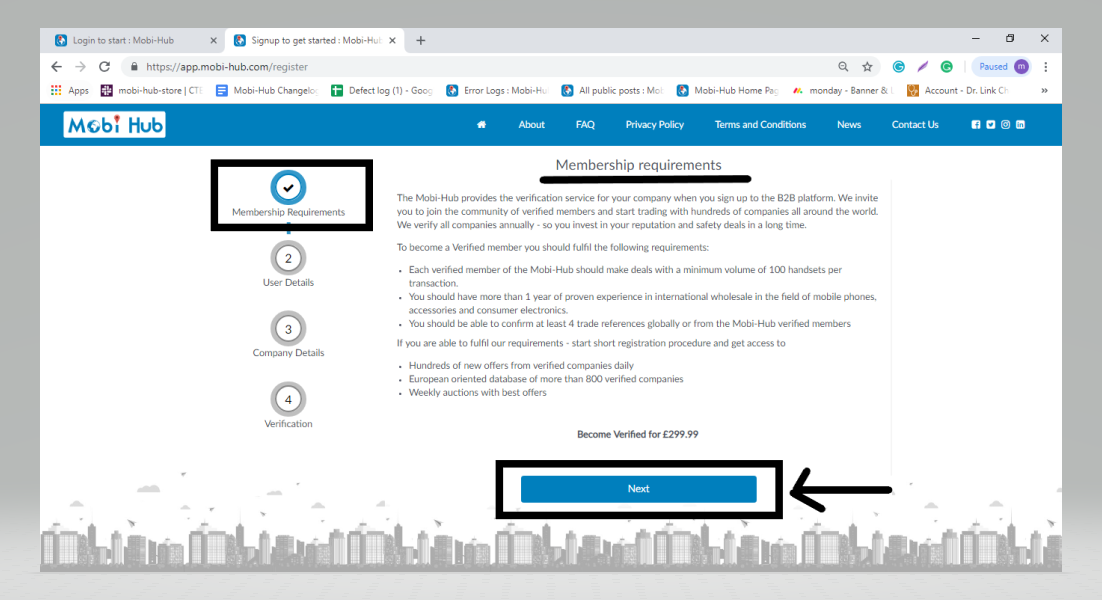 Login to start : Mobi-Hub
Signup to get started : Mobi-Hub
https://app.mobi-hub.com/register
Paused m
Apps mobi-hub-store | CTE Mobi-Hub Changelog Defect log (1) - Goog Error Logs : Mobi-Hu All public posts : Mob Mobi-Hub Home Pag monday - Banner & Account - Dr. Link Ch
Mobi Hub
About FAQ Privacy Policy Terms and Conditions News Contact Us
Membership Requirements
2
User Details
3
Company Details
4
Verification
Membership requirements
The Mobi-Hub provides the verification service for your company when you sign up to the B2B platform. We invite
you to join the community of verified members and start trading with hundreds of companies all around the world.
We verify all companies annually - so you invest in your reputation and safety deals in a long time.
To become a Verified member you should fulfil the following requirements:
• Each verified member of the Mobi-Hub should make deals with a minimum volume of 100 handsets per
transaction.
• You should have more than 1 year of proven experience in international wholesale in the field of mobile phones,
accessories and consumer electronics.
• You should be able to confirm at least 4 trade references globally or from the Mobi-Hub verified members
If you are able to fulfil our requirements - start short registration procedure and get access to
• Hundreds of new offers from verified companies daily
• European oriented database of more than 800 verified companies
• Weekly auctions with best offers
Become Verified for £299.99
Next